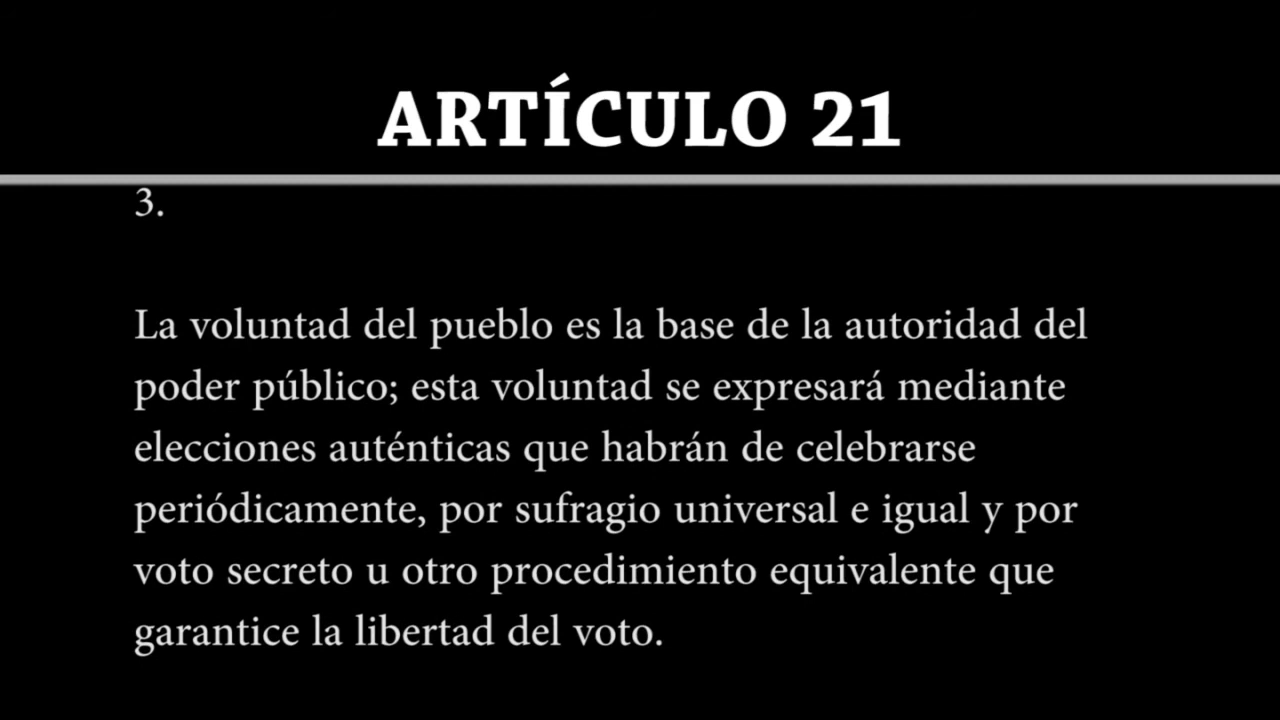 ARTÍCULO 21
3.
La voluntad del pueblo es la base de la autoridad del
poder público; esta voluntad se expresará mediante
elecciones auténticas que habrán de celebrarse
periódicamente, por sufragio universal e igual y por
voto secreto u otro procedimiento equivalente que
garantice la libertad del voto.